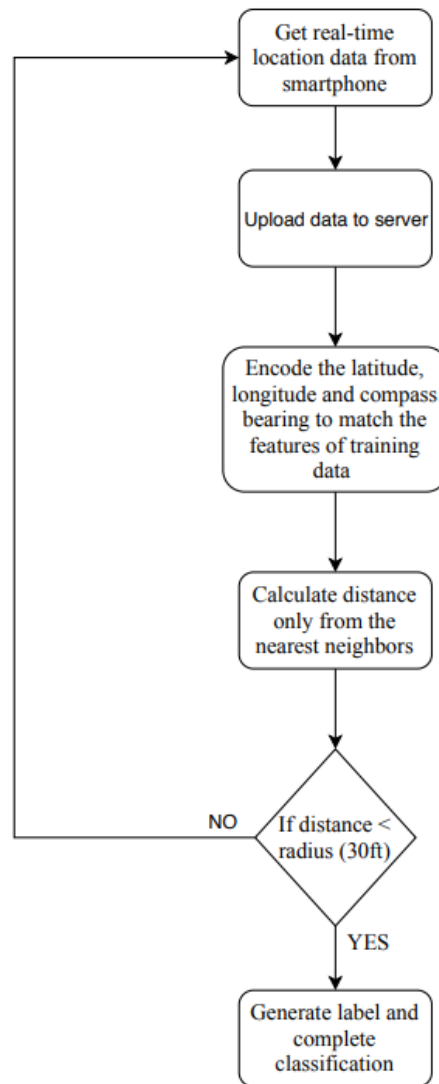 Get real-time
location data from
smartphone
Upload data to server
Encode the latitude,
longitude and compass
bearing to match the
features of training
data
Calculate distance
only from the
nearest neighbors
NO
If distance <
radius (30ft)
YES
Generate label and
complete
classification